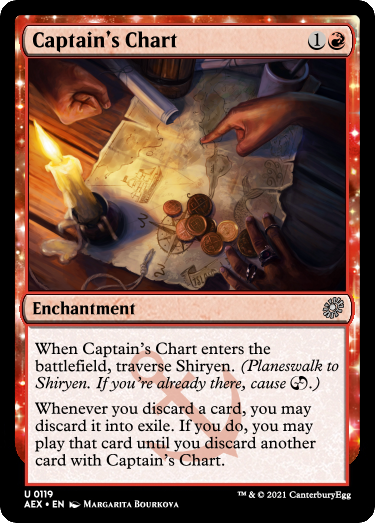 Captain's Chart 1
Enchantment
When Captain's Chart enters the
battlefield, traverse Shiryen. (Planeswalk to
Shiryen. If you're already there, cause .)
Whenever you discard a card, you may
discard it into exile. If you do, you may
play that card until you discard another
card with Captain's Chart.
U 0119
AEX • EN Margarita Bourkova
™ & © 2021 CanterburyEgg